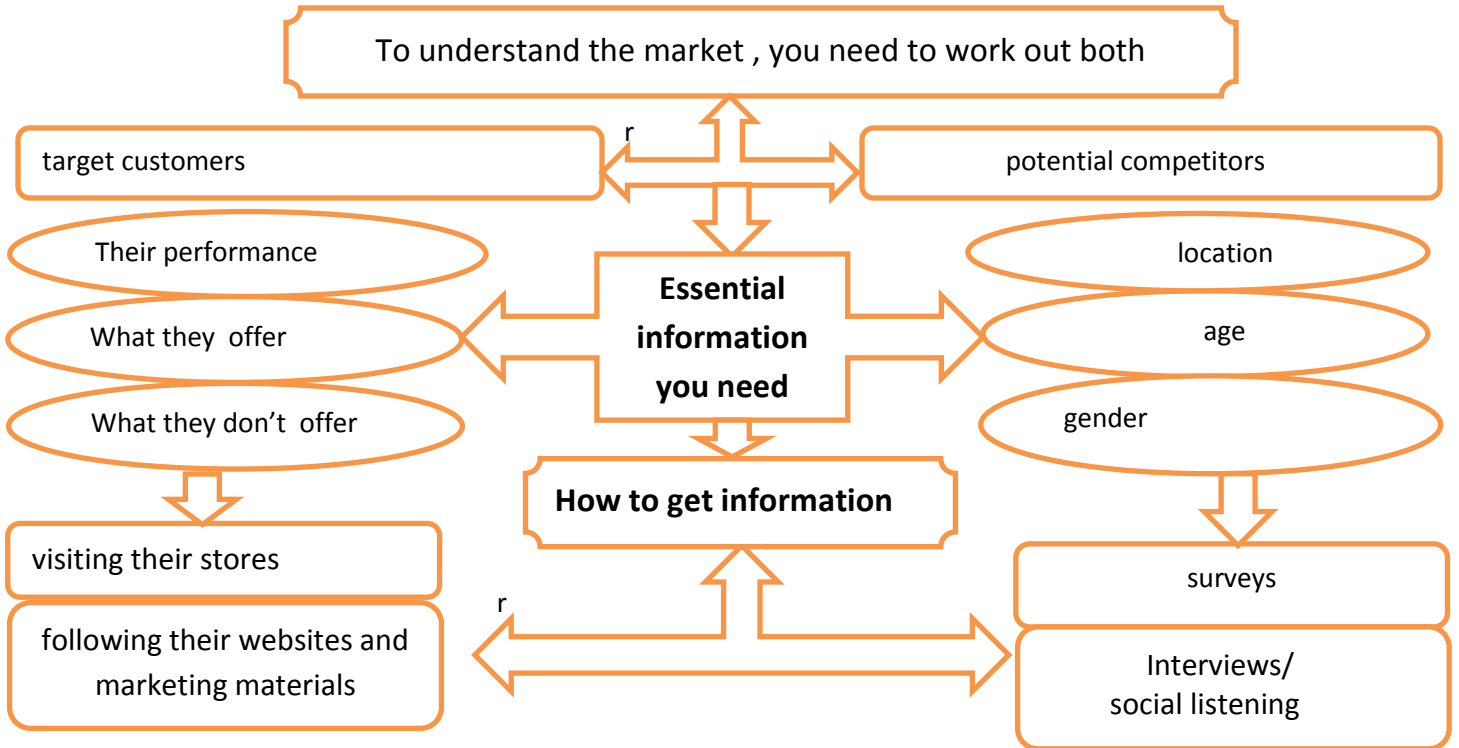 To understand the market , you need to work out both
r
target customers
potential competitors
Their performance
What they  offer
What they don’t  offer
Essential
information
you need
location
age
gender
How to get information
visiting their stores
following their websites and
marketing materials
r
surveys
Interviews/
social listening